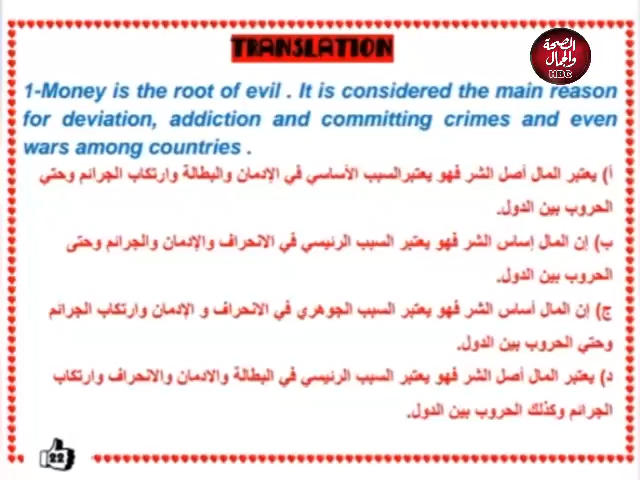 الصحة
والجمال
HBC
TRANSLATION
1-Money is the root of evil . It is considered the main reason
for deviation, addiction and committing crimes and even
wars among countries .
أ) يعتبر المال أصل الشر فهو يعتبرالسبب الأساسي في الإدمان والبطالة وارتكاب الجرائم وحتي
الحروب بين الدول.
ب) إن المال إساس الشر فهو يعتبر السبب الرئيسي في الانحراف والإدمان والجرائم وحتى
الحروب بين الدول.
ج) إن المال أساس الشر فهو يعتبر السبب الجوهري في الانحراف و الإدمان وارتكاب الجرائم
وحتي الحروب بين الدول.
د) يعتبر المال أصل الشر فهو يعتبر السبب الرئيسي في البطالة والادمان والانحراف وارتكاب
الجرائم وكذلك الحروب بين الدول.
22